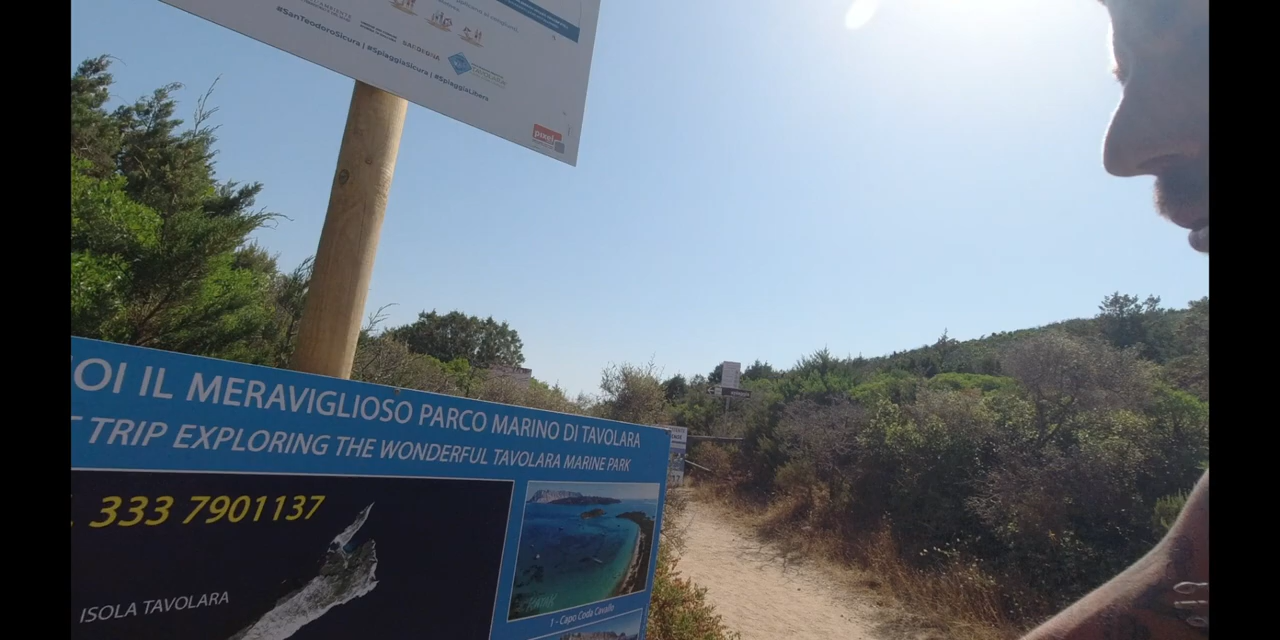 #SanTeodoroSicura | #SpiaggiaSicura | #SpiaggiaLibera
pixel
OI IL MERAVIGLIOSO PARCO MARINO DI TAVOLARA
TRIP EXPLORING THE WONDERFUL TAVOLARA MARINE PARK
333 7901137
ISOLA TAVOLARA
1 - Capo Coda Cavallo